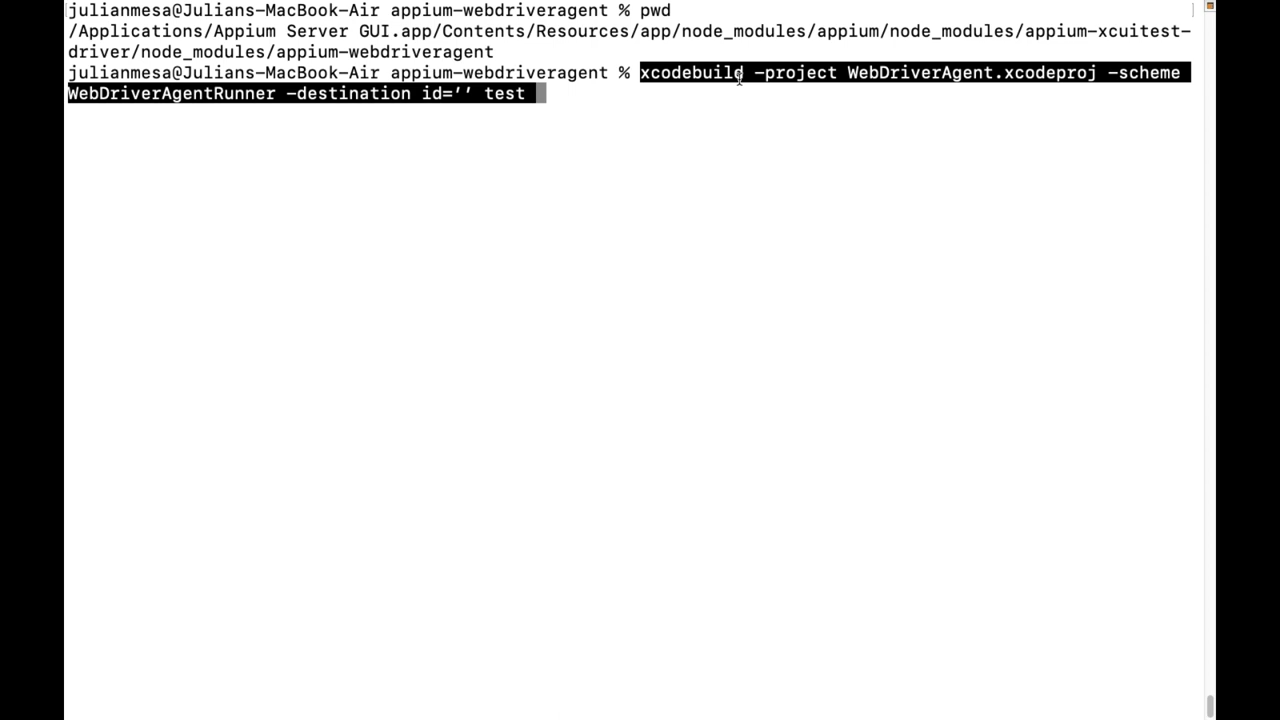 julianmesa@Julians-MacBook-Air appium-webdriveragent % pwd
/Applications/Appium Server GUI.app/Contents/Resources/app/node_modules/appium/node_modules/appium-xcuitest-
driver/node_modules/appium-webdriveragent
julianmesa@Julians-MacBook-Air appium-webdriveragent % xcodebuild –project WebDriverAgent.xcodeproj –scheme
WebDriverAgentRunner –destination id=’’ test